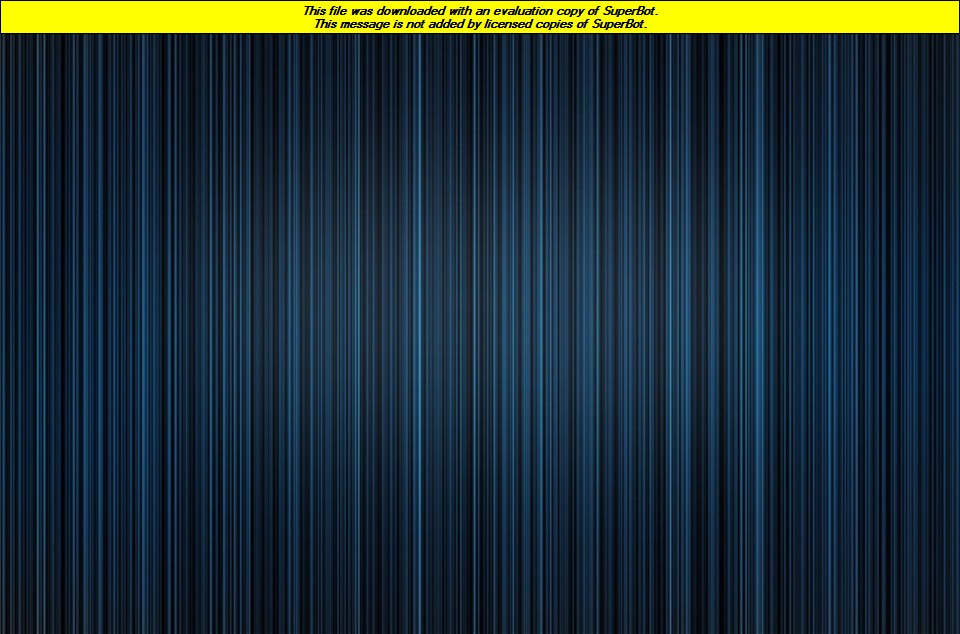 This file was downloaded with an evaluation copy of SuperBot.
This message is not added by licensed copies of SuperBot.